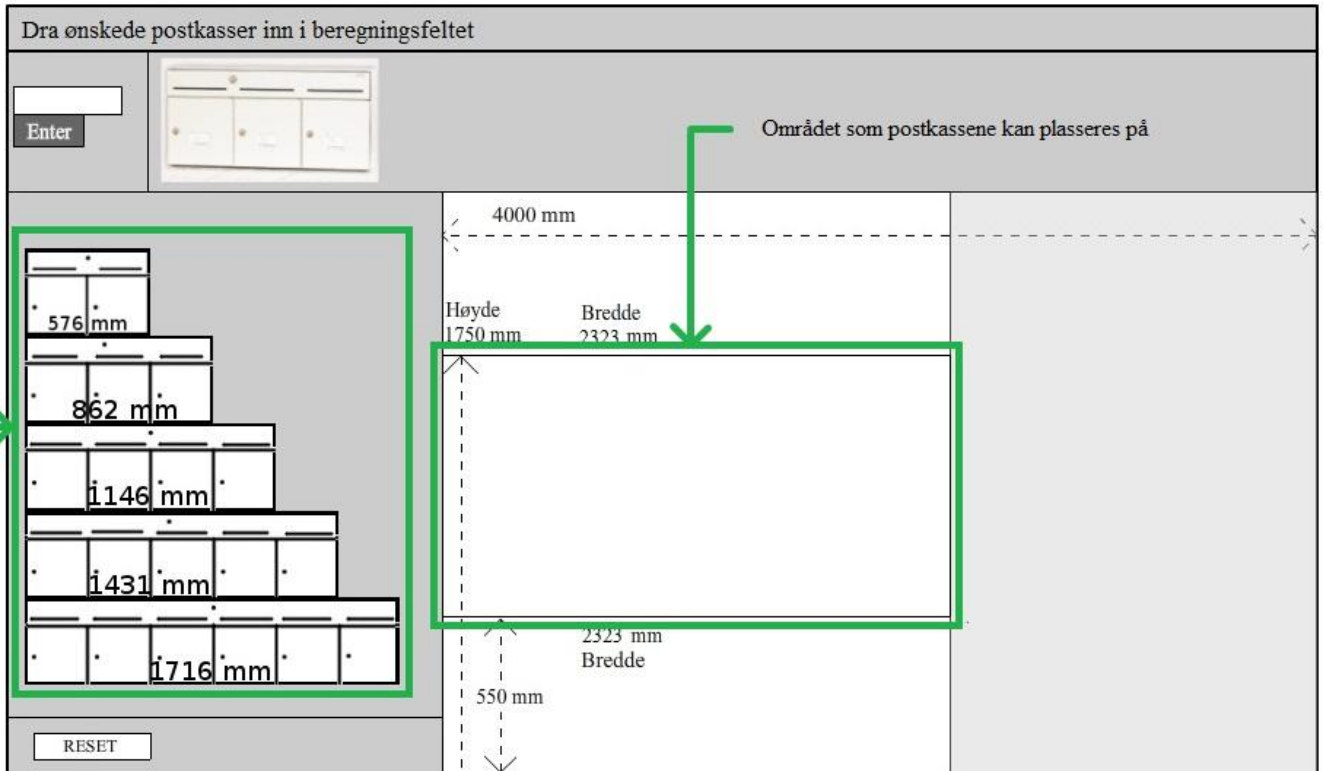 Dra ønskede postkasser inn i beregningsfeltet
Enter
Området som postkassene kan plasseres på
4000 mm
576 mm
862 mm
1146 mm
1431 mm
1716 mm
Høyde
1750 mm
Bredde
2323 mm
2323 mm
Bredde
550 mm
RESET